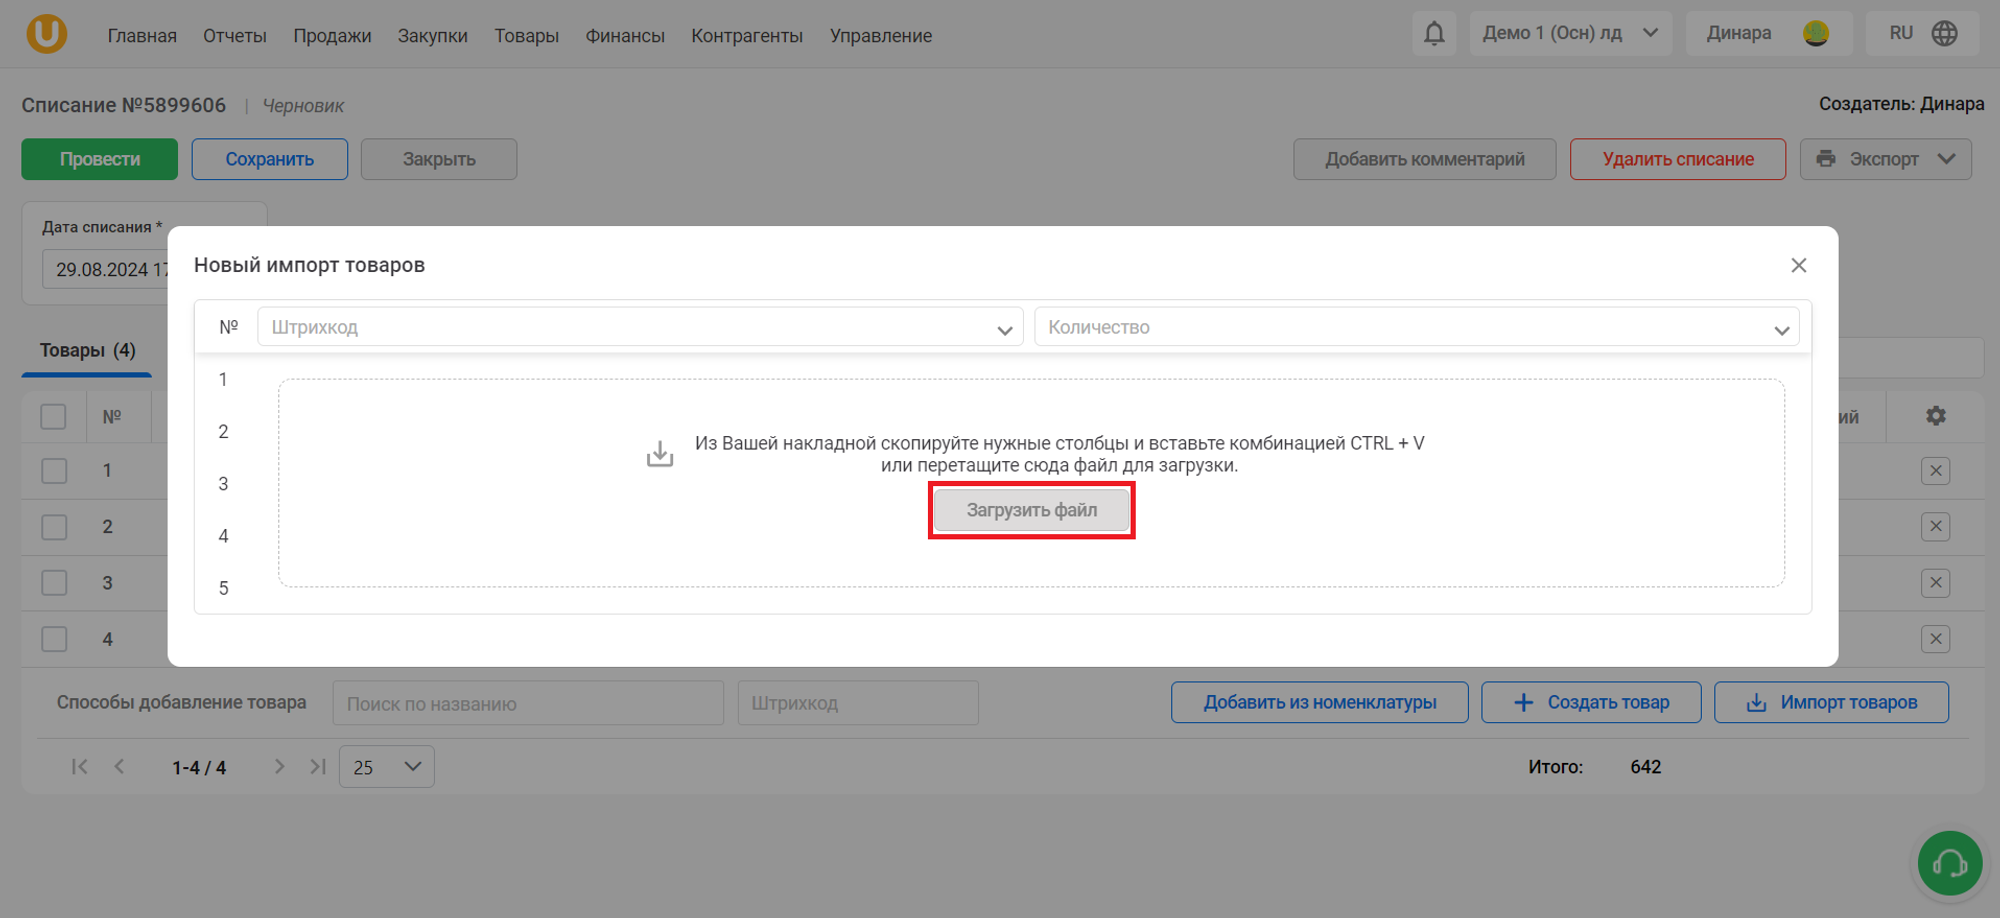 Главная Отчеты Продажи Закупки Товары Финансы Контрагенты Управление Демо 1 (Осн) лд Динара RU
Списание №5899606 | Черновик Создатель: Динара
Провести Сохранить Закрыть Добавить комментарий Удалить списание Экспорт
Дата списания *
29.08.2024 17
Новый импорт товаров
№ Штрихкод Количество
Товары (4)
№ ий
1
2
3
4
5
Из Вашей накладной скопируйте нужные столбцы и вставьте комбинацией CTRL + V
или перетащите сюда файл для загрузки.
Загрузить файл
1
2
3
4
Способы добавление товара Поиск по названию Штрихкод Добавить из номенклатуры + Создать товар Импорт товаров
1-4 / 4 25 Итого: 642